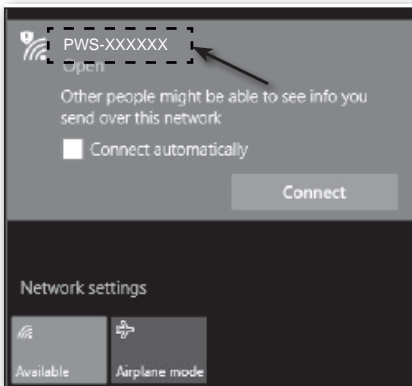 PWS-XXXXXX
Open
Other people might be able to see info you
send over this network
Connect automatically
Connect
Network settings
Available
Airplane mode